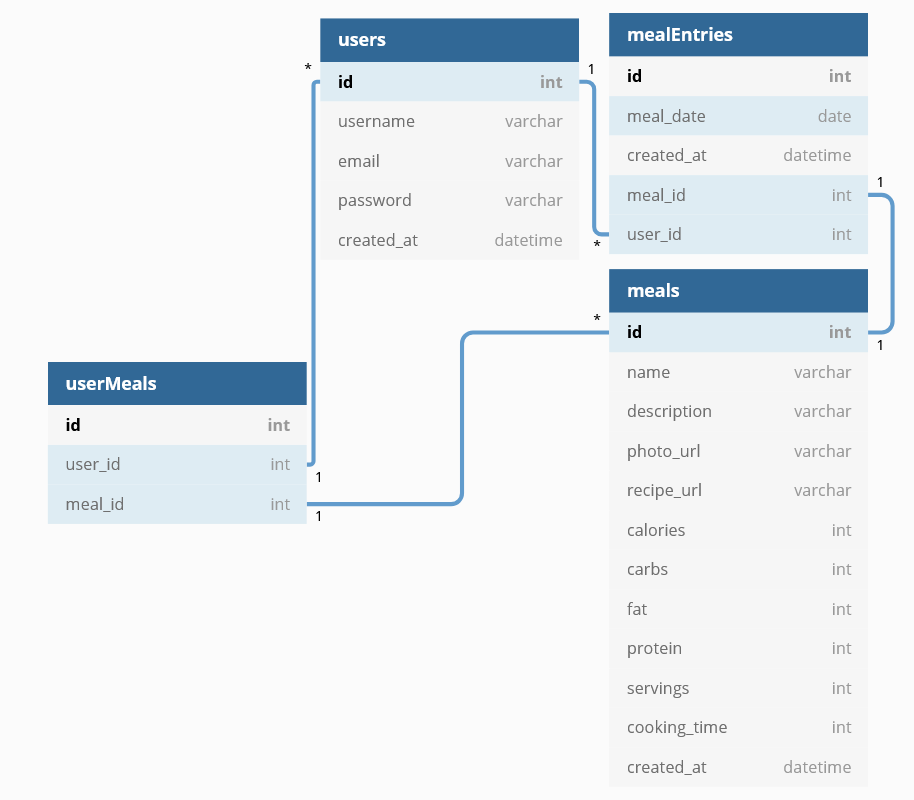 users
* id int 1
username varchar
email varchar
password varchar
created_at datetime
mealEntries
id int
meal_date date
created_at datetime
meal_id int 1
* user_id int
meals
* id int 1
name varchar
description varchar
photo_url varchar
recipe_url varchar
calories int
carbs int
fat int
protein int
servings int
cooking_time int
created_at datetime
userMeals
id int
user_id int 1
meal_id int 1